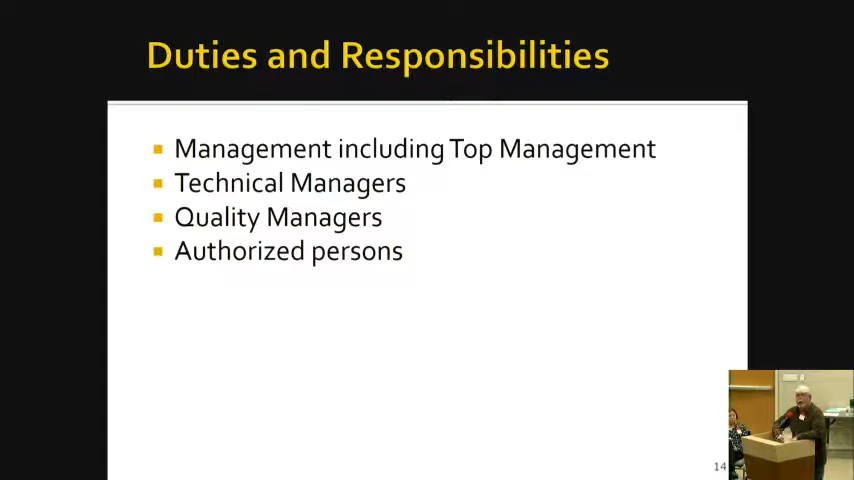 Duties and Responsibilities
Management including Top Management
Technical Managers
Quality Managers
Authorized persons
14